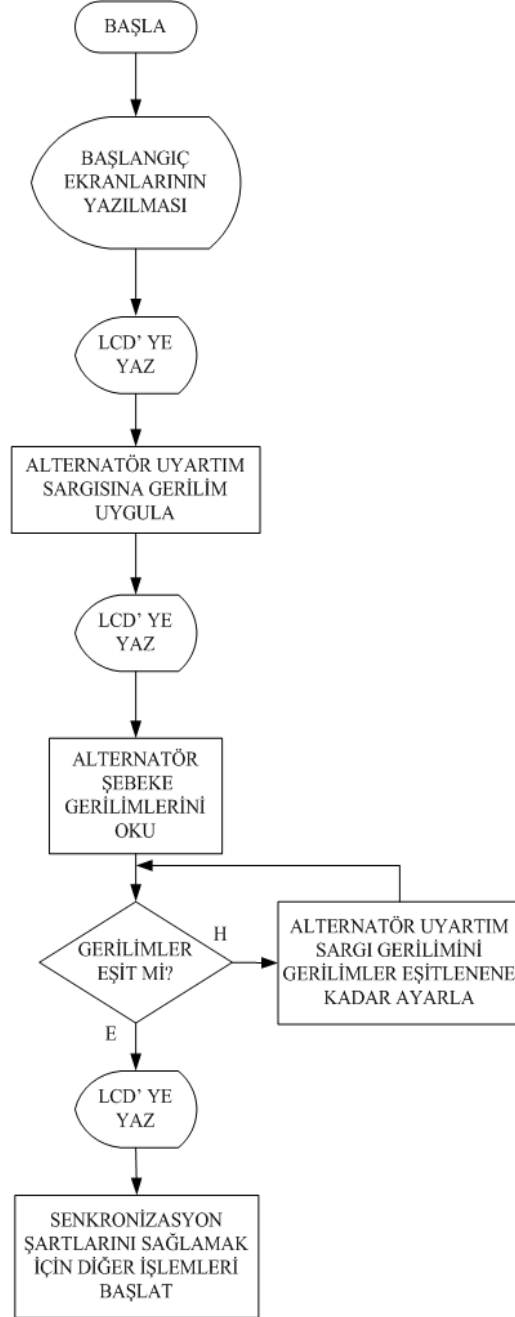 BAŞLA
BAŞLANGIÇ
EKRANLARININ
YAZILMASI
LCD' YE
YAZ
ALTERNATÖR UYARTIM
SARGISINA GERİLİM
UYGULA
LCD' YE
YAZ
ALTERNATÖR
ŞEBEKE
GERİLİMLERİNİ
OKU
GERİLİMLER
EŞİT Mİ?
H
ALTERNATÖR UYARTIM
SARGI GERİLİMİNİ
GERİLİMLER EŞİTLENENE
KADAR AYARLA
E
LCD' YE
YAZ
SENKRONİZASYON
ŞARTLARINI SAĞLAMAK
İÇİN DİĞER İŞLEMLERİ
BAŞLAT